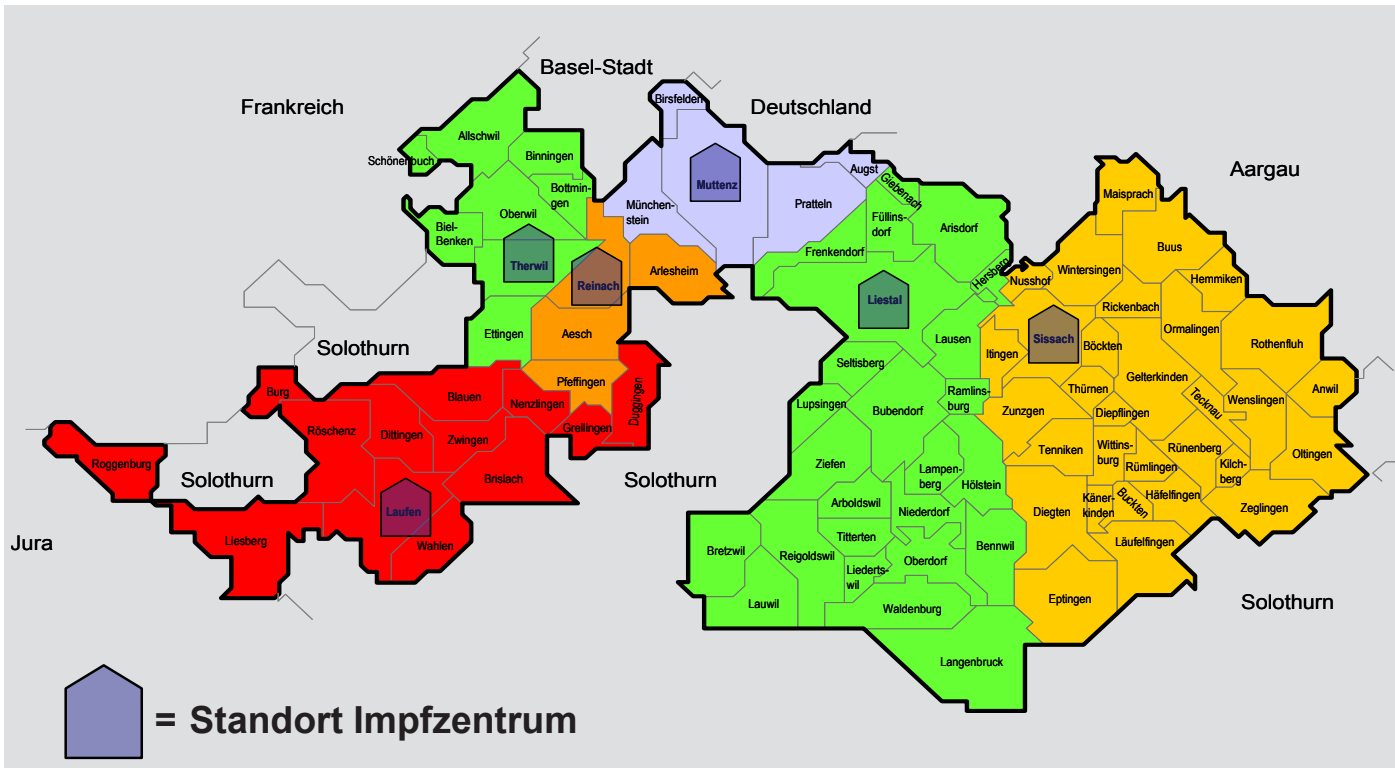 Basel-Stadt
Frankreich
Deutschland
Aargau
Birsfelden
Allschwil
Schönenbuch
Binningen
Muttenz
Augst
Giebenach
Maisprach
Bottmin-
gen
Oberwil
München-
stein
Pratteln
Füllins-
dorf
Arisdorf
Biel-
Benken
Buus
Therwil
Reinach
Arlesheim
Frenkendorf
Hersberg
Nusshof
Wintersingen
Hemmiken
Liestal
Rickenbach
Ettingen
Aesch
Lausen
Sissach
Itingen
Böckten
Ormalingen
Rothenfluh
Solothurn
Seltisberg
Gelterkinden
Pfeffingen
Duggingen
Burg
Blauen
Nenzlingen
Lupsingen
Bubendorf
Ramlins-
burg
Thürnen
Zunzgen
Diepflingen
Tecknau
Wenslingen
Anwil
Röschenz
Dittingen
Zwingen
Grellingen
Tenniken
Wittins-
burg
Rünenberg
Oltingen
Roggenburg
Solothurn
Brislach
Solothurn
Ziefen
Lampen-
berg
Hölstein
Rümlingen
Kilch-
berg
Laufen
Arboldswil
Niederdorf
Diegten
Käner-
kinden
Buckten
Häfelfingen
Zeglingen
Jura
Liesberg
Wahlen
Bretzwil
Reigoldswil
Titterten
Bennwil
Läufelfingen
Liederts-
wil
Oberdorf
Lauwil
Waldenburg
Eptingen
Solothurn
Langenbruck
= Standort Impfzentrum